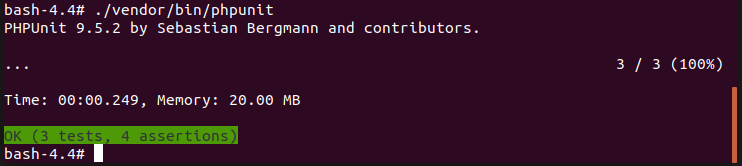 bash-4.4# ./vendor/bin/phpunit
PHPUnit 9.5.2 by Sebastian Bergmann and contributors.
... 3 / 3 (100%)
Time: 00:00.249, Memory: 20.00 MB
OK (3 tests, 4 assertions)
bash-4.4#